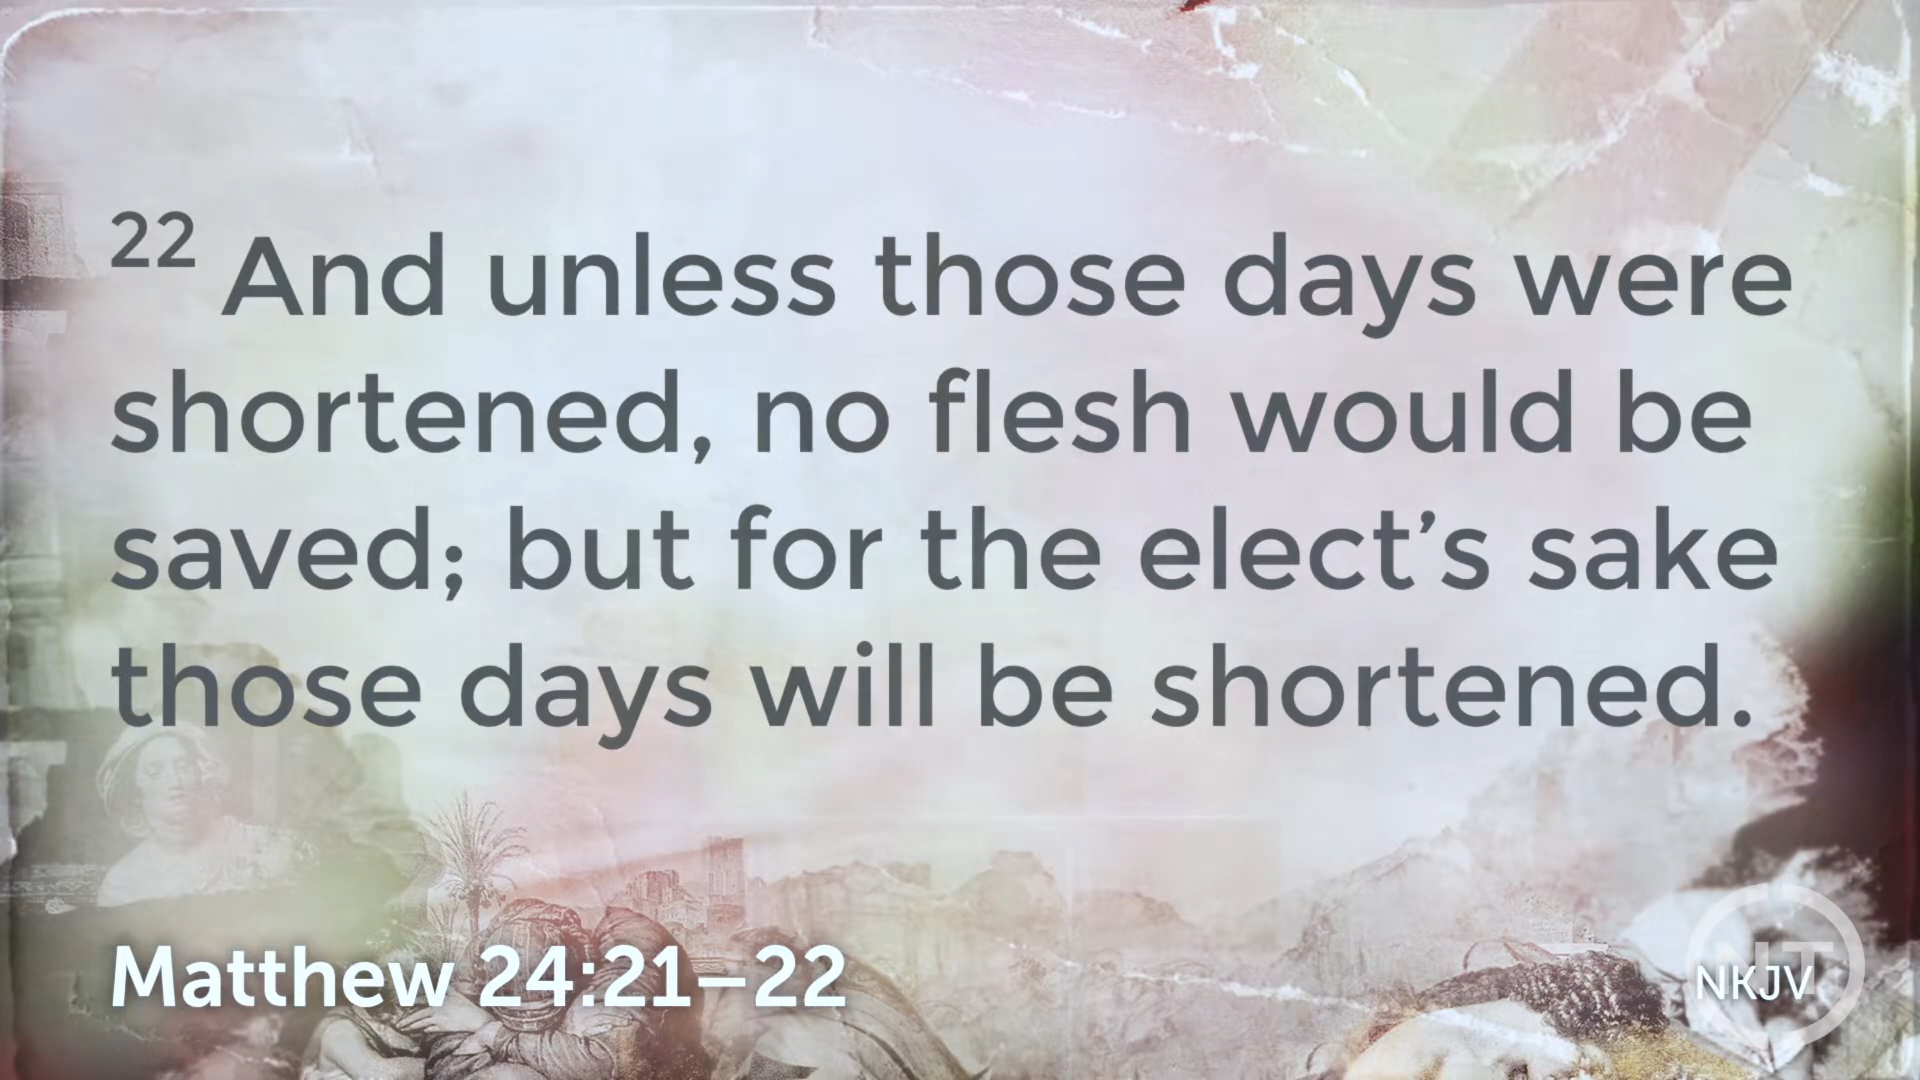 22 And unless those days were
shortened, no flesh would be
saved; but for the elect’s sake
those days will be shortened.
Matthew 24:21–22
NT
NKJV